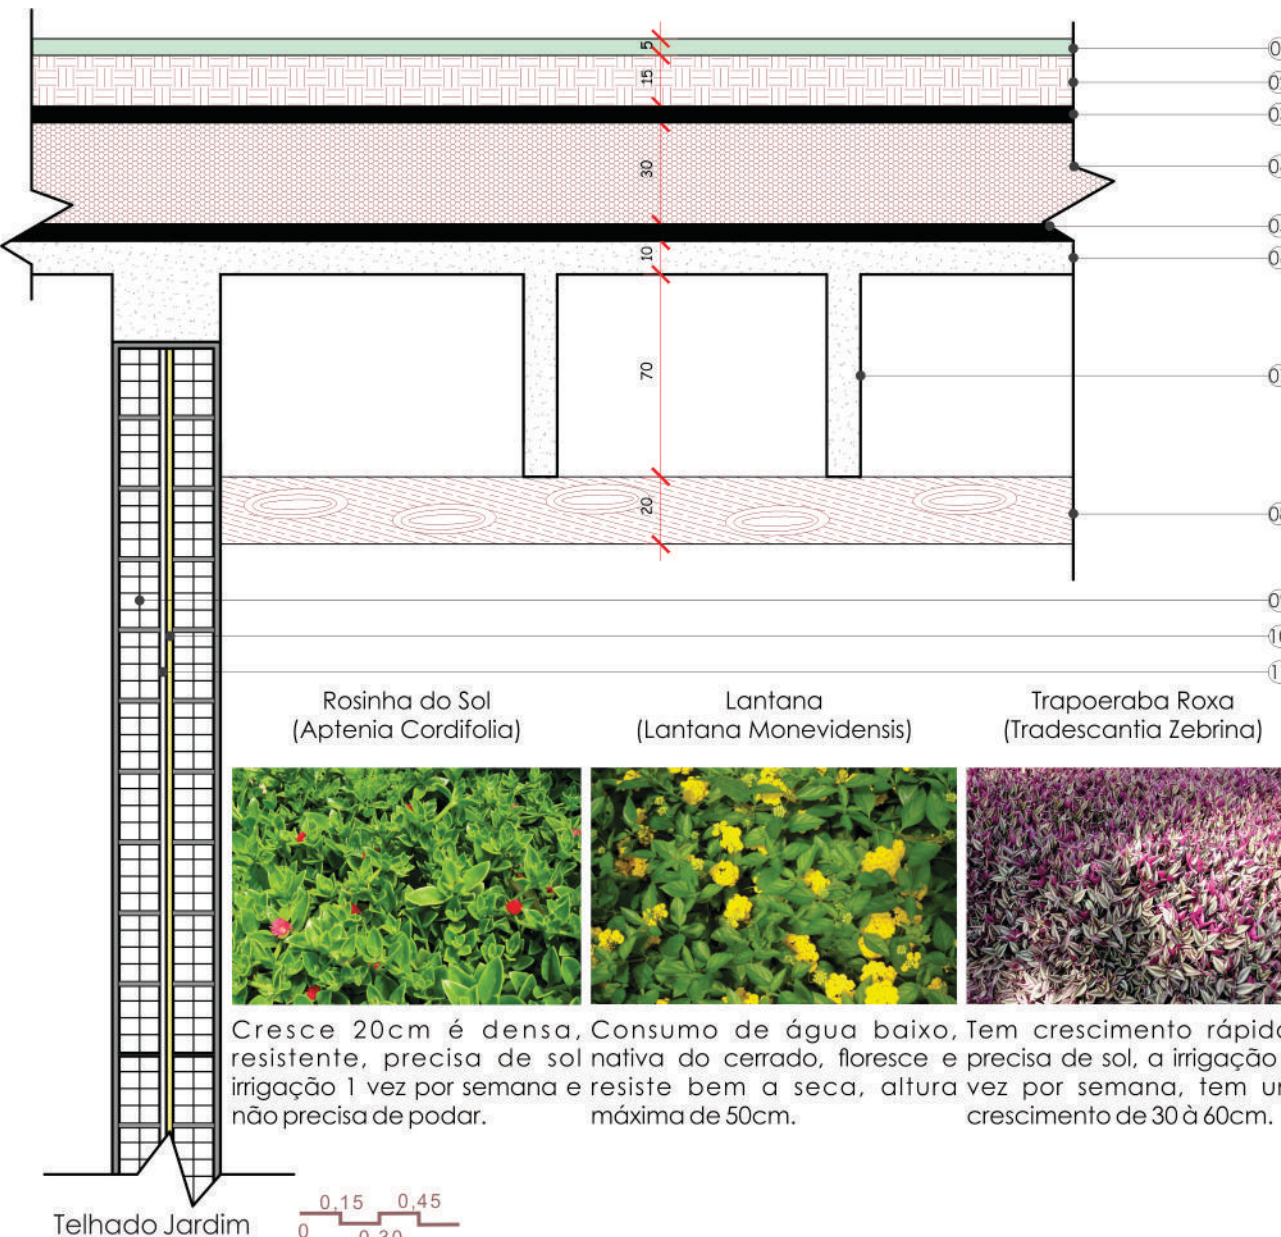 5
15
30
10
70
20
10
Rosinha do Sol
(Aptenia Cordifolia)
Cresce 20cm é densa,
resistente, precisa de sol
irrigação 1 vez por semana e
não precisa de podar.
Lantana
(Lantana Monevidensis)
Consumo de água baixo,
nativa do cerrado, floresce e
resiste bem a seca, altura
máxima de 50cm.
Trapoeraba Roxa
(Tradescantia Zebrina)
Tem crescimento
precisa de sol, a irrigação
vez por semana, tem
crescimento de 30 à 60cm.
Telhado Jardim
0,15 0,45
0 0,30